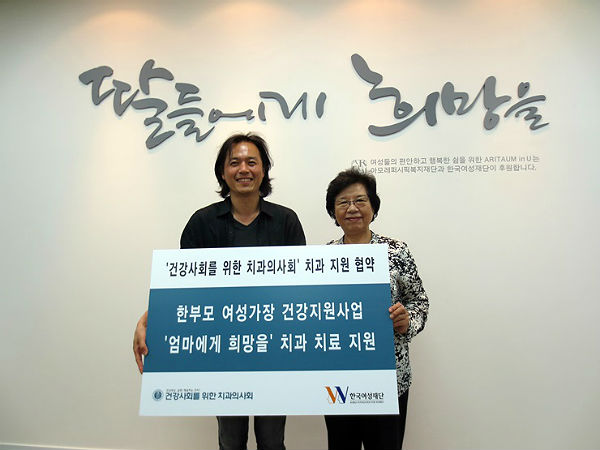 딸들에게 희망을
여성들의 편안하고 행복한 쉼을 위한 ARITAUM in U는
아모레퍼시픽복지재단과 한국여성재단이 후원합니다.
'건강사회를 위한 치과의사회' 치과 지원 협약
한부모 여성가장 건강지원사업
'엄마에게 희망을' 치과 치료 지원
건강사회를 위한 치과의사회
한국여성재단